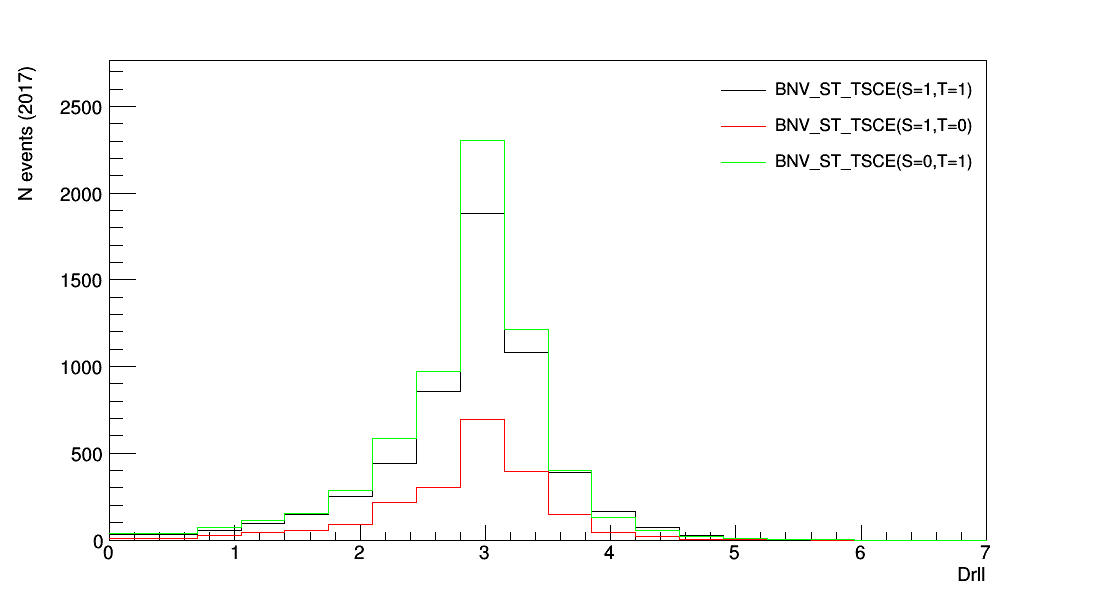 N events (2017)
2500
2000
1500
1000
500
0
BNV_ST_TSCE(S=1,T=1)
BNV_ST_TSCE(S=1,T=0)
BNV_ST_TSCE(S=0,T=1)
0 1 2 3 4 5 6 7
Drll